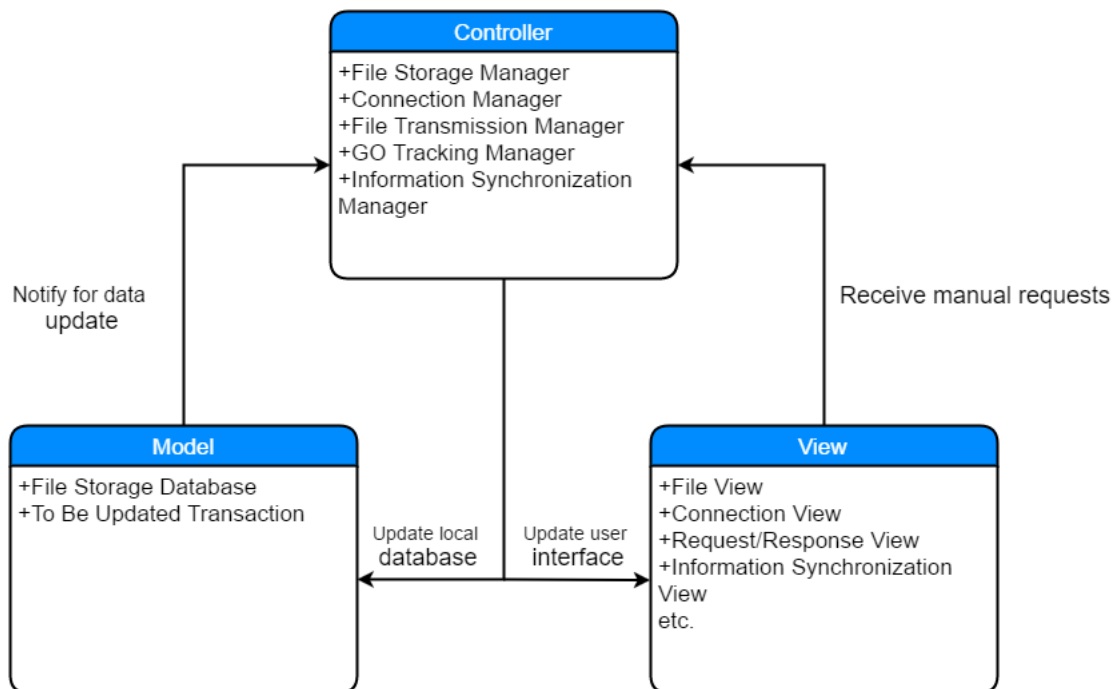 Controller
+File Storage Manager
+Connection Manager
+File Transmission Manager
+GO Tracking Manager
+Information Synchronization
Manager
Notify for data
update
Receive manual requests
Model
+File Storage Database
+To Be Updated Transaction
Update local
database
Update user
interface
View
+File View
+Connection View
+Request/Response View
+Information Synchronization
View
etc.